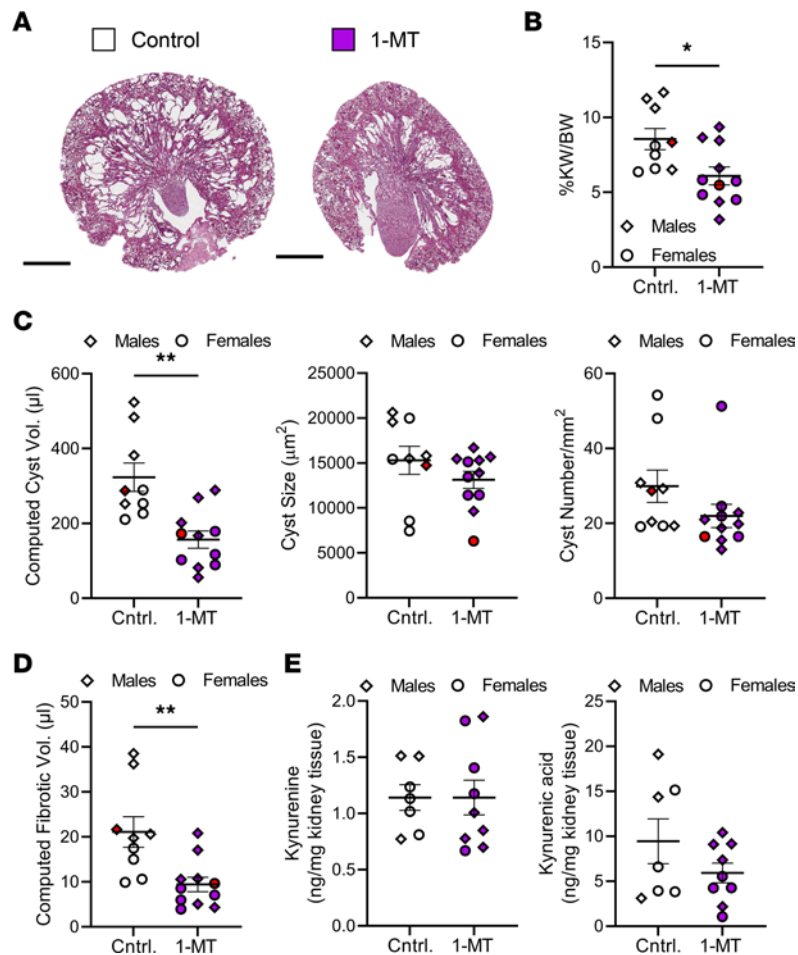 A
Control
1-MT
B
*
%KW/BW
15
10
5
0
Males
Females
Cntrl. 1-MT
C
Males Females
**
Computed Cyst Vol. (µl)
600
400
200
0
Cntrl. 1-MT
Males Females
Cyst Size (µm²)
25000
20000
15000
10000
5000
0
Cntrl. 1-MT
Males Females
Cyst Number/mm²
60
40
20
0
Cntrl. 1-MT
D
Males Females
**
Computed Fibrotic Vol. (µl)
50
40
30
20
10
0
Cntrl. 1-MT
E
Males Females
Kynurenine
(ng/mg kidney tissue)
2.0
1.5
1.0
0.5
0.0
Cntrl. 1-MT
Males Females
Kynurenic acid
(ng/mg kidney tissue)
25
20
15
10
5
0
Cntrl. 1-MT